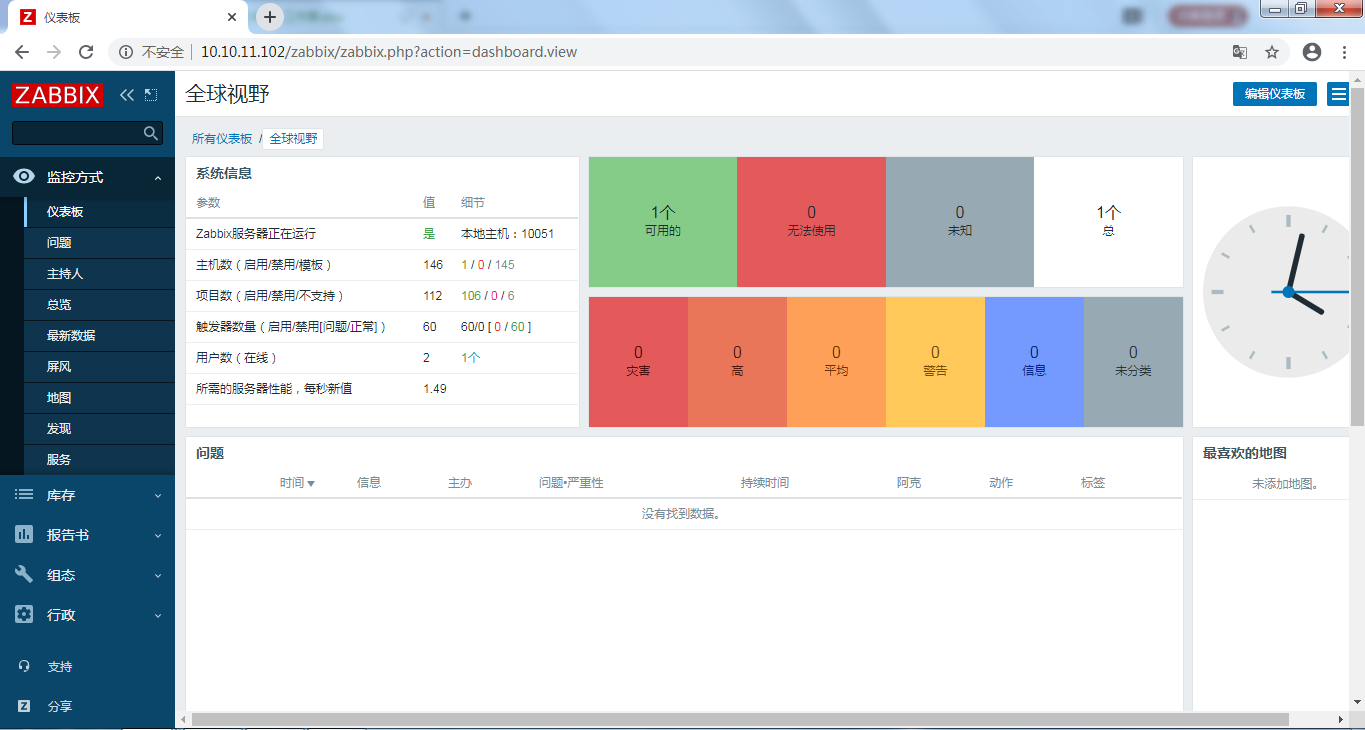 仪表板
不安全 10.10.11.102/zabbix/zabbix.php?action=dashboard.view
ZABBIX
监控方式
仪表板
问题
主持人
总览
最新数据
屏风
地图
发现
服务
库存
报告书
组态
行政
支持
分享
全球视野
编辑仪表板
所有仪表板 / 全球视野
系统信息
参数 值 细节
Zabbix服务器正在运行 是 本地主机：10051
主机数（启用/禁用/模板） 146 1 / 0 / 145
项目数（启用/禁用/不支持） 112 106 / 0 / 6
触发器数量（启用/禁用[问题/正常]） 60 60/0 [ 0 / 60 ]
用户数（在线） 2 1个
所需的服务器性能，每秒新值 1.49
1个 0 0 1个
可用的 无法使用 未知 总
0 0 0 0 0 0
灾害 高 平均 警告 信息 未分类
问题
时间 信息 主办 问题•严重性 持续时间 阿克 动作 标签
没有找到数据。
最喜欢的地图
未添加地图。